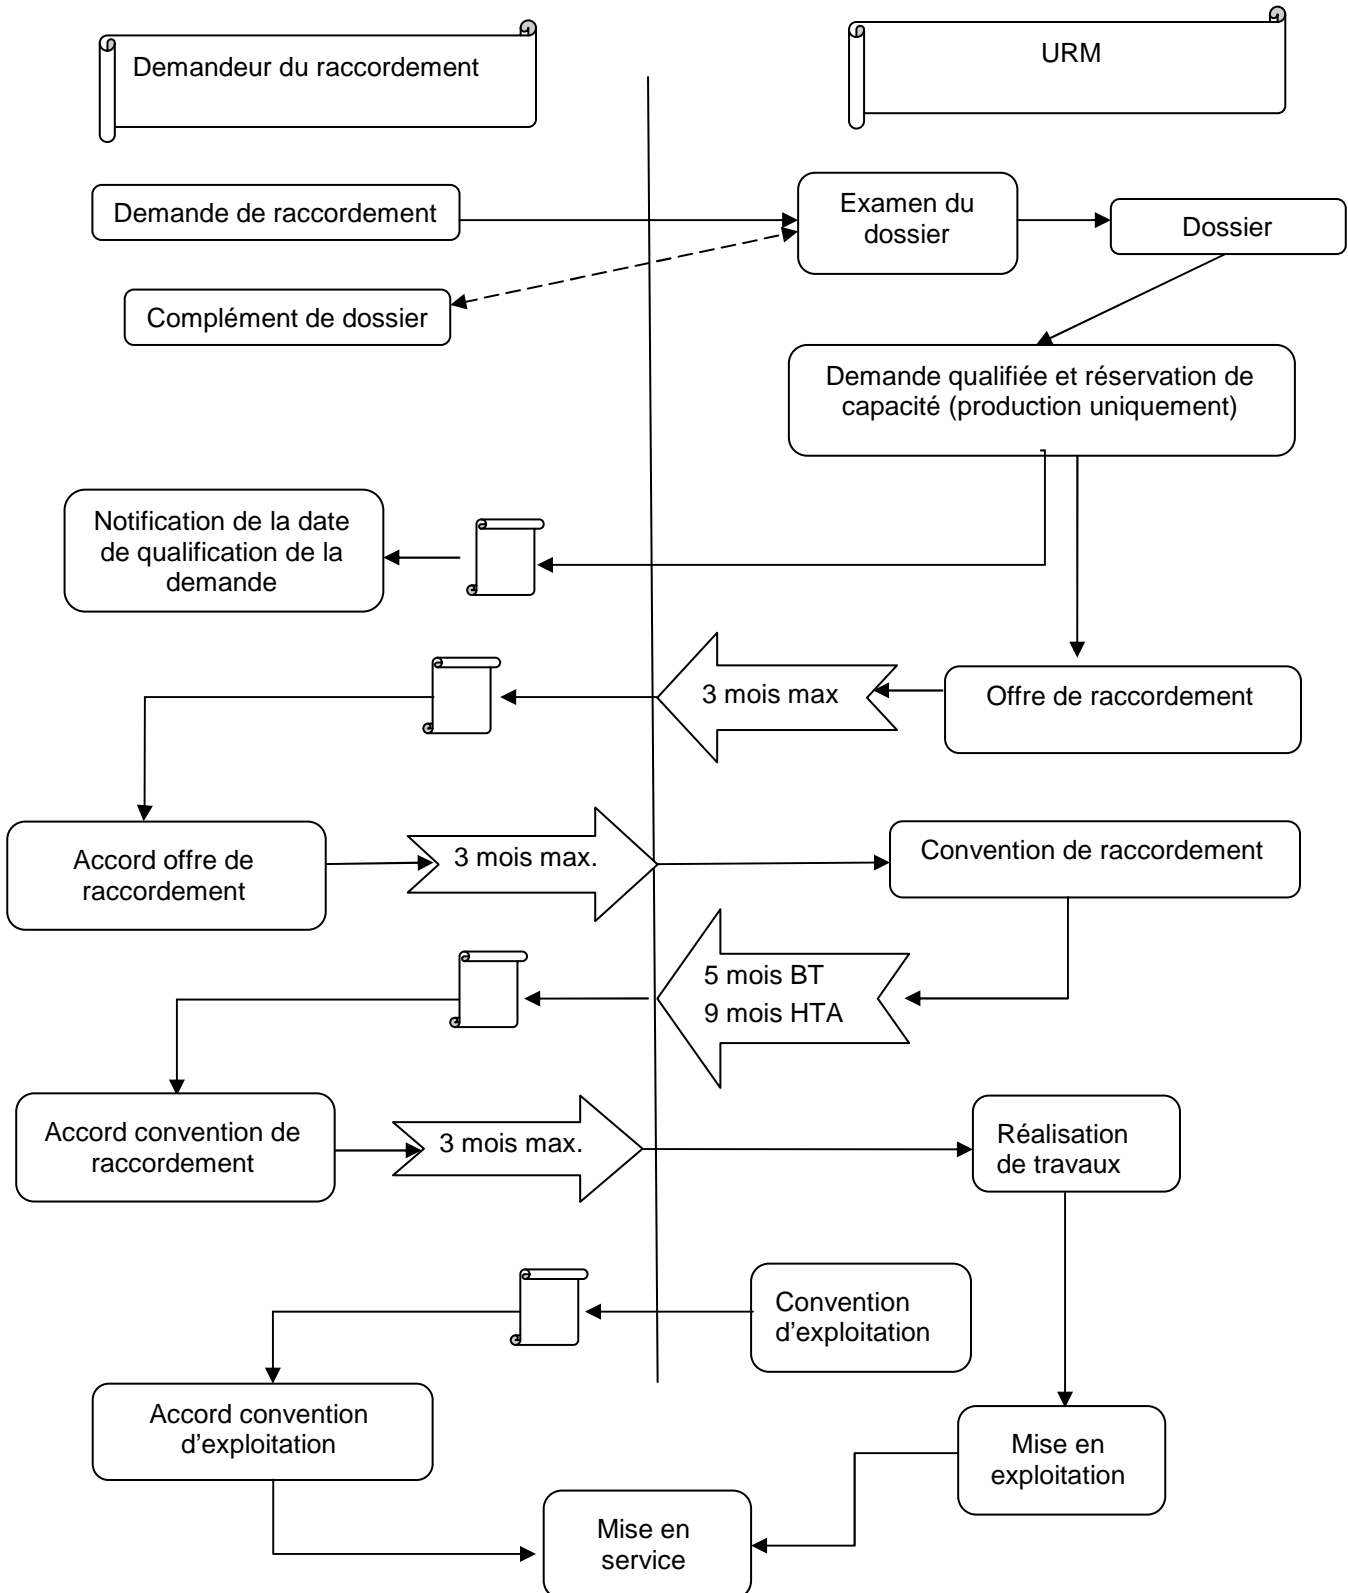 Demandeur du raccordement
URM
Demande de raccordement
Examen du
dossier
Dossier
Complément de dossier
Demande qualifiée et réservation de
capacité (production uniquement)
Notification de la date
de qualification de la
demande
3 mois max
Offre de raccordement
Accord offre de
raccordement
3 mois max.
Convention de raccordement
5 mois BT
9 mois HTA
Accord convention de
raccordement
3 mois max.
Réalisation
de travaux
Convention
d’exploitation
Accord convention
d’exploitation
Mise en
exploitation
Mise en
service